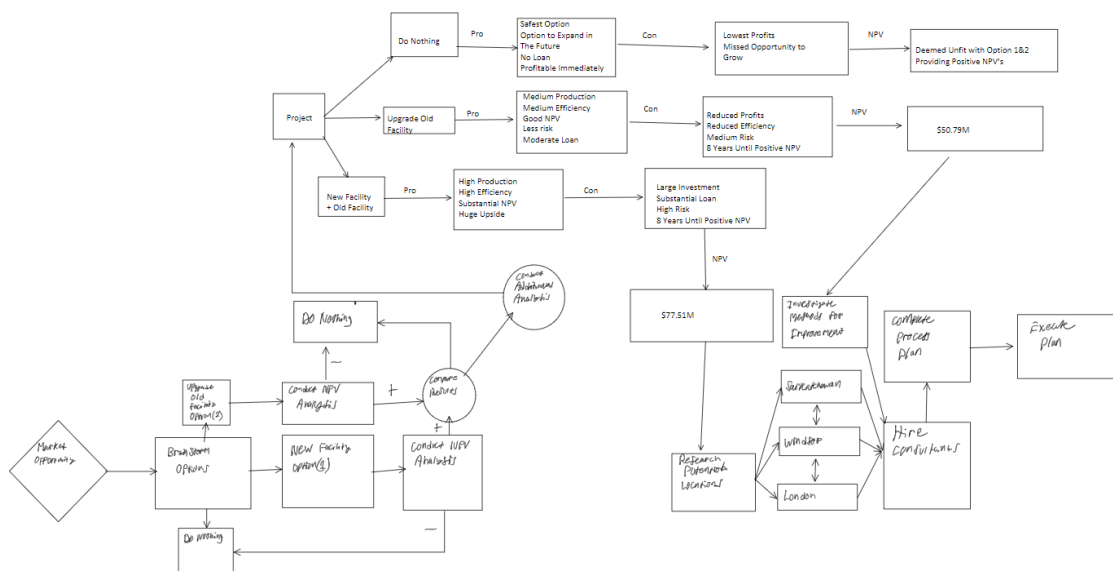 Do Nothing
Pro
Safest Option
Option to Expand in
The Future
No Loan
Profitable Immediately
Con
Lowest Profits
Missed Opportunity to
Grow
NPV
Deemed Unfit with Option 1&2
Providing Positive NPV's
Project
Upgrade Old
Facility
Pro
Medium Production
Medium Efficiency
Good NPV
Less risk
Moderate Loan
Con
Reduced Profits
Reduced Efficiency
Medium Risk
8 Years Until Positive NPV
NPV
$50.79M
New Facility
+ Old Facility
Pro
High Production
High Efficiency
Substantial NPV
Huge Upside
Con
Large Investment
Substantial Loan
High Risk
8 Years Until Positive NPV
NPV
$77.51M
Conduct
Additional
Analysis
Do Nothing
Compare
Conduct NPV
Analysis
+
−
Upgrade
Old
Facility
Option(2)
Market
Opportunity
Brainstorm
Options
New Facility
Option(1)
Conduct NPV
Analysis
+
−
Do Nothing
Research
Potential
Locations
Windsor
London
Investigate
Methods for
Improvement
Hire
Consultants
Complete
Process
Plan
Execute
Plan